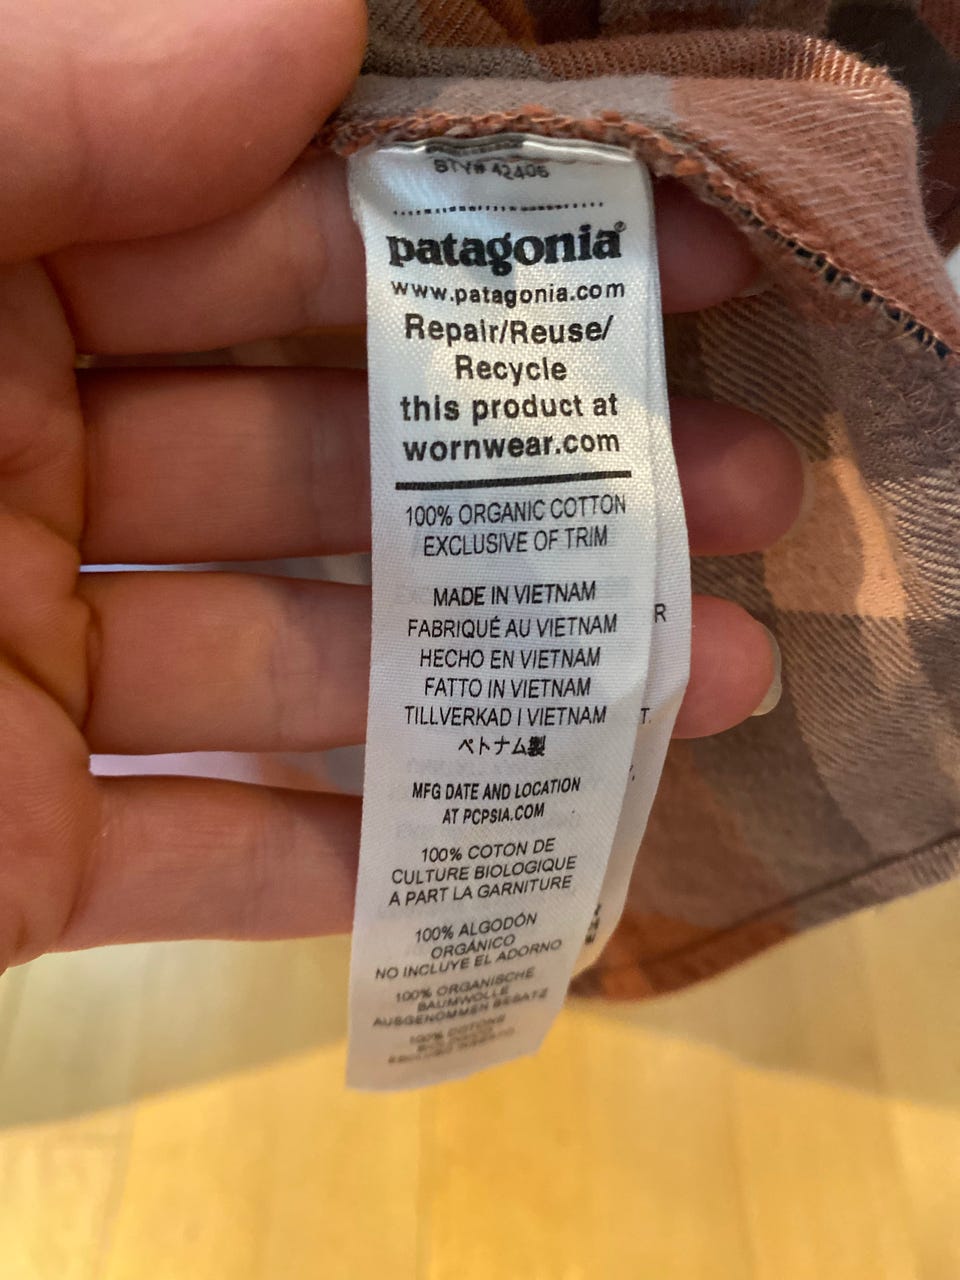 STY# 42405
patagonia®
www.patagonia.com
Repair/Reuse/
Recycle
this product at
wornwear.com
100% ORGANIC COTTON
EXCLUSIVE OF TRIM
MADE IN VIETNAM
FABRIQUÉ AU VIETNAM
HECHO EN VIETNAM
FATTO IN VIETNAM
TILLVERKAD I VIETNAM
ベトナム製
MFG DATE AND LOCATION
AT PCPSIA.COM
100% COTON DE
CULTURE BIOLOGIQUE
A PART LA GARNITURE
100% ALGODÓN
ORGÁNICO
NO INCLUYE EL ADORNO
100% ORGANISCHE
BAUMWOLLE
AUSGENOMMEN BESATZ
100% COTONE
BIOLOGICO
R
T.